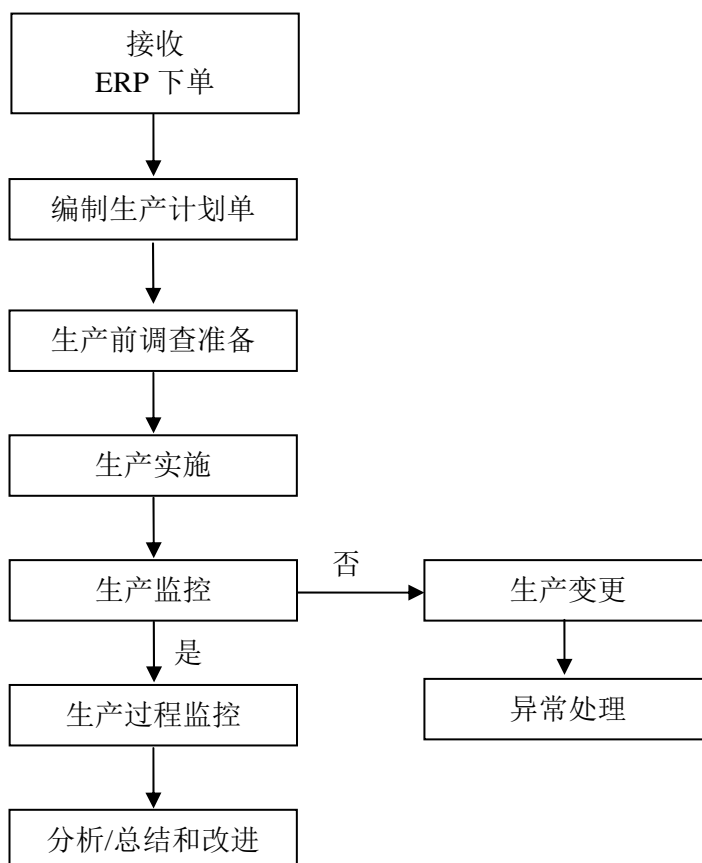 接收
ERP 下单
编制生产计划单
生产前调查准备
生产实施
生产监控
否
生产变更
是
生产过程监控
异常处理
分析/总结和改进